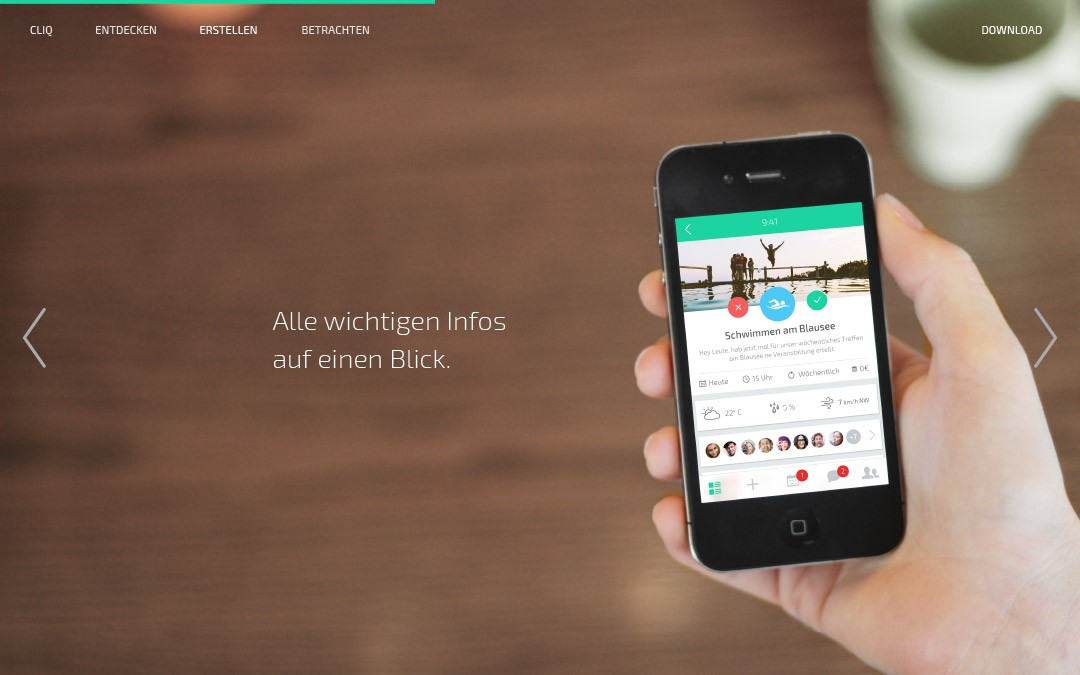 CLIQ ENTDECKEN ERSTELLEN BETRACHTEN DOWNLOAD
Alle wichtigen Infos
auf einen Blick.
9:41
Schwimmen am Blausee
Hey Leute, hab jetzt mal für unser wöchentliches Treffen
am Blausee ne Veranstaltung erstellt.
Heute 15 Uhr Wöchentlich 0€
22° C 5 % 7 km/h NW
+7
1 2